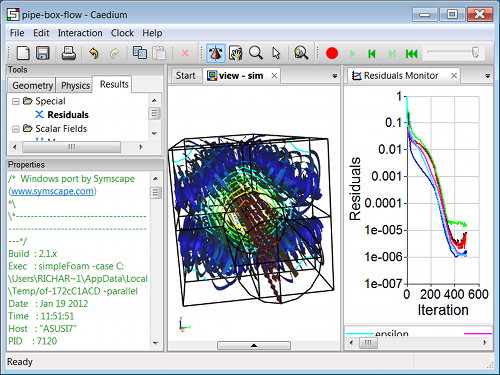 pipe-box-flow - Caedium
File Edit Interaction Clock Help
Tools
Geometry Physics Results
Special
Residuals
Scalar Fields
Properties
/* Windows port by Symscape
(www.symscape.com)
*\
\*-----------------------------------
-------------------------------------
---*/
Build : 2.1.x
Exec : simpleFoam -case C:
\Users\RICHAR~1\AppData\Local
\Temp/of-172cC1ACD -parallel
Date : Jan 19 2012
Time : 11:51:51
Host : "ASUSI7"
PID : 7120
Start view - sim
Residuals Monitor
1
0.1
0.01
0.001
0.0001
1e-005
1e-006
1e-007
Residuals
0 200 400 600
Iteration
epsilon
Ready